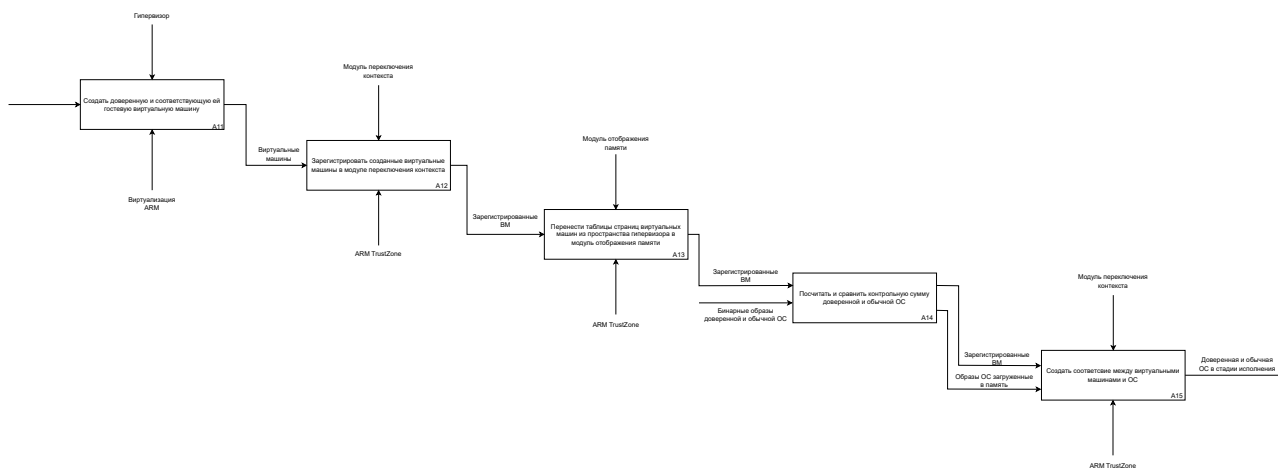 Гипервизор
Создать доверенную и соответствующую ей
гостевую виртуальную машину
A11
Виртуализация
ARM
Виртуальные
машины
Модуль переключения
контекста
Зарегистрировать созданные виртуальные
машины в модуле переключения контекста
A12
ARM TrustZone
Зарегистрированные
ВМ
Модуль отображения
памяти
Перенести таблицы страниц виртуальных
машин из пространства гипервизора в
модуль отображения памяти
A13
ARM TrustZone
Зарегистрированные
ВМ
Бинарные образы
доверенной и обычной ОС
Посчитать и сравнить контрольную сумму
доверенной и обычной ОС
A14
Зарегистрированные
ВМ
Образы ОС загруженные
в память
Модуль переключения
контекста
Создать соответсвие между виртуальными
машинами и ОС
A15
ARM TrustZone
Доверенная и обычная
ОС в стадии исполнения